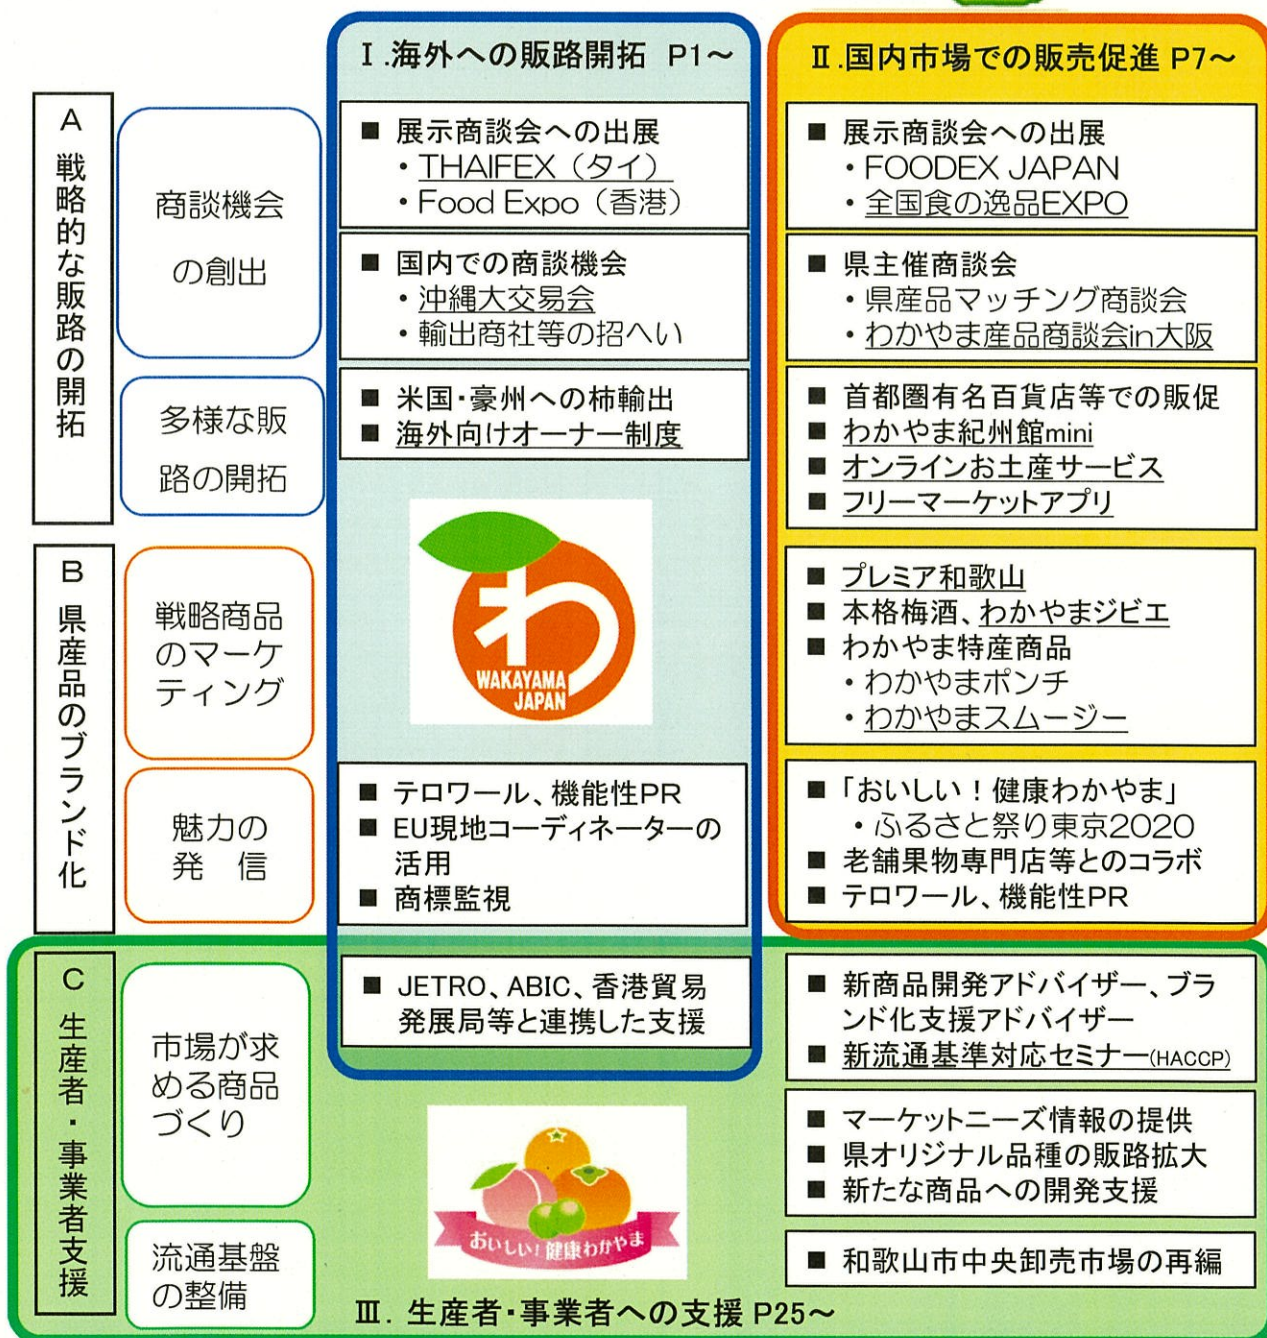 Ⅰ.海外への販路開拓 P1～
Ⅱ.国内市場での販売促進 P7～
A 戦略的な販路の開拓
商談機会
の創出
■ 展示商談会への出展
・THAIFEX（タイ）
・Food Expo（香港）
■ 展示商談会への出展
・FOODEX JAPAN
・全国食の逸品EXPO
■ 国内での商談機会
・沖縄大交易会
・輸出商社等の招へい
■ 県主催商談会
・県産品マッチング商談会
・わかやま産品商談会in大阪
多様な販
路の開拓
■ 米国・豪州への柿輸出
■ 海外向けオーナー制度
■ 首都圏有名百貨店等での販促
■ わかやま紀州館mini
■ オンラインお土産サービス
■ フリーマーケットアプリ
わ
WAKAYAMA
JAPAN
B 県産品のブランド化
戦略商品
のマーケ
ティング
■ プレミア和歌山
■ 本格梅酒、わかやまジビエ
■ わかやま特産商品
・わかやまポンチ
・わかやまスムージー
魅力の
発 信
■ テロワール、機能性PR
■ EU現地コーディネーターの
活用
■ 商標監視
■ 「おいしい！健康わかやま」
・ふるさと祭り東京2020
■ 老舗果物専門店等とのコラボ
■ テロワール、機能性PR
C 生産者・事業者支援
市場が求
める商品
づくり
■ JETRO、ABIC、香港貿易
発展局等と連携した支援
■ 新商品開発アドバイザー、ブラ
ンド化支援アドバイザー
■ 新流通基準対応セミナー(HACCP)
■ マーケットニーズ情報の提供
■ 県オリジナル品種の販路拡大
■ 新たな商品への開発支援
おいしい！健康わかやま
流通基盤
の整備
■ 和歌山市中央卸売市場の再編
Ⅲ. 生産者・事業者への支援 P25～